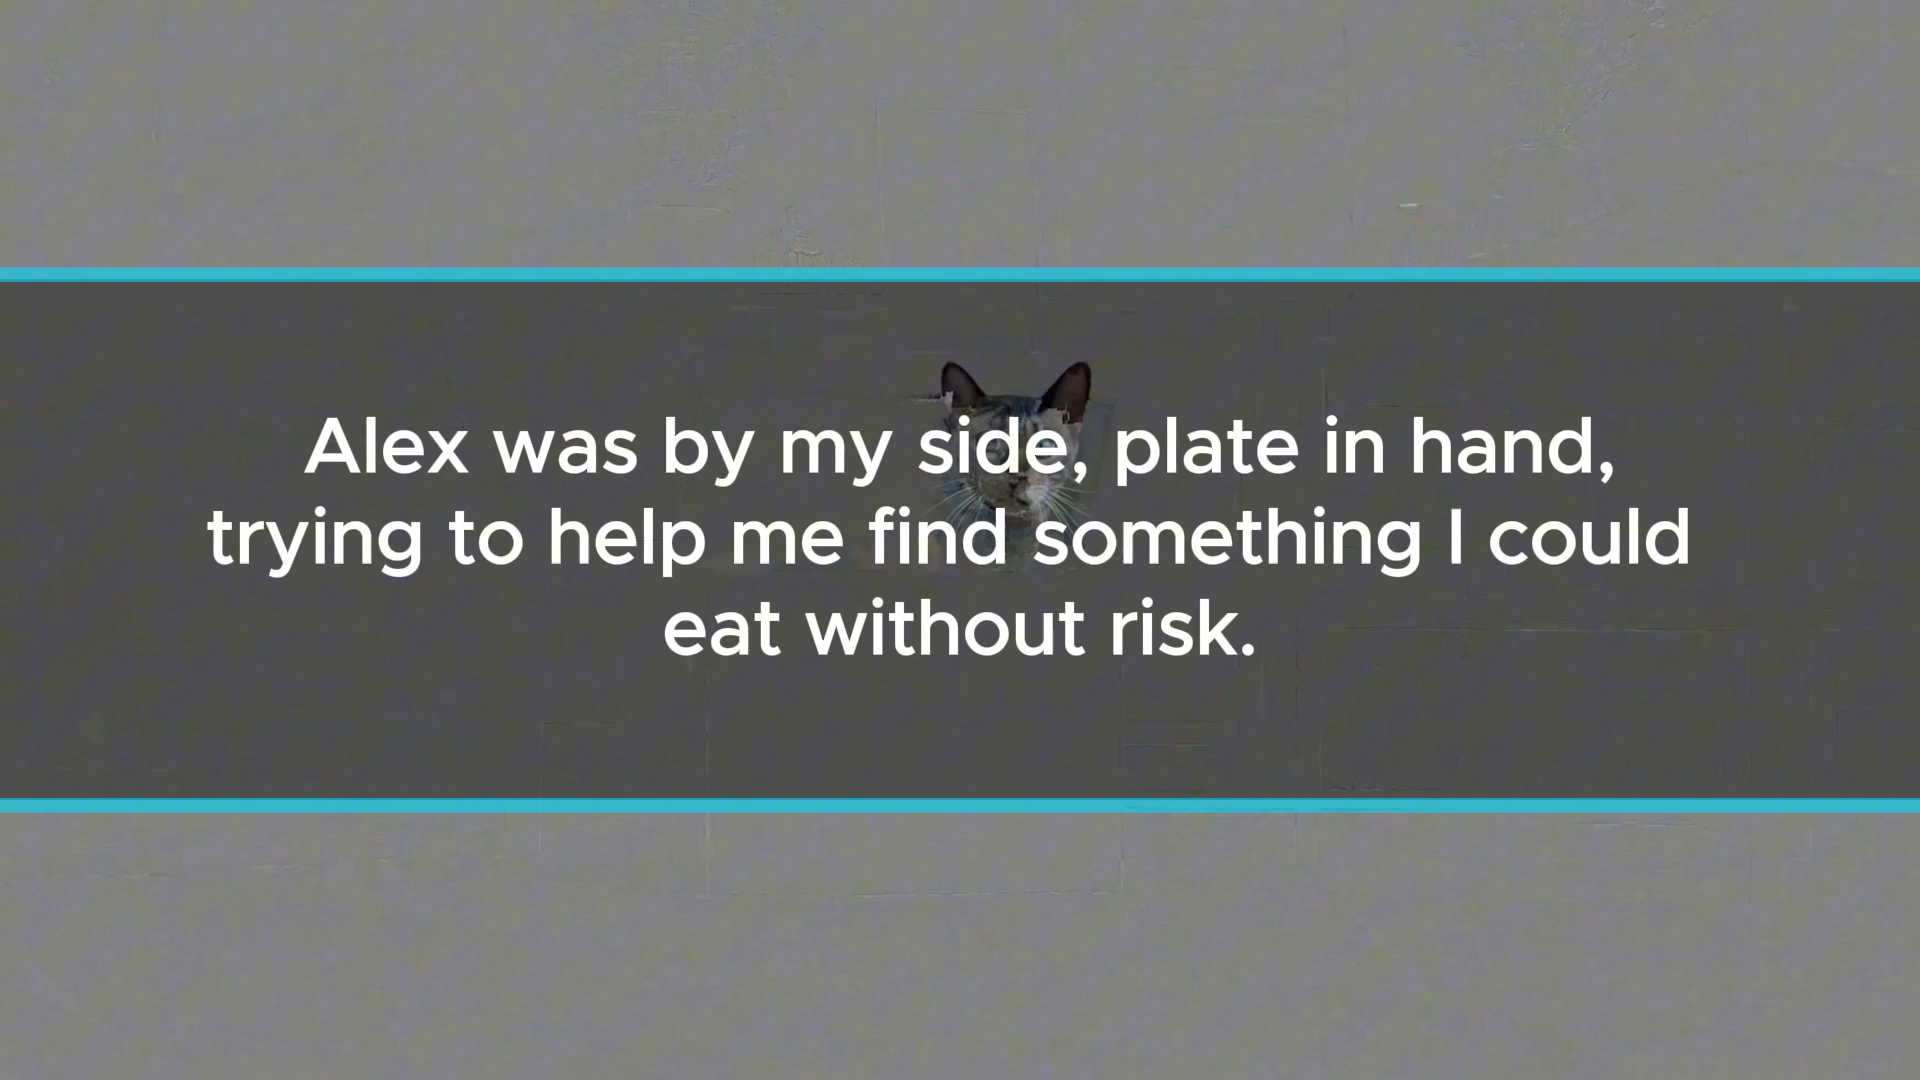 Alex was by my side, plate in hand,
trying to help me find something I could
eat without risk.